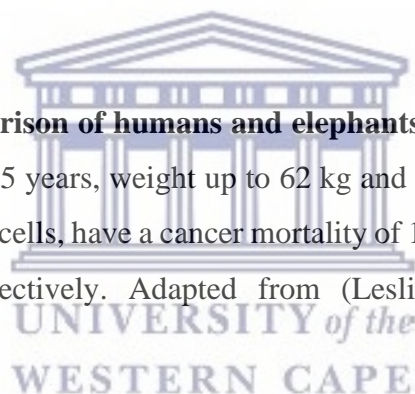 rison of humans and elephants
5 years, weight up to 62 kg and
cells, have a cancer mortality of 1
ectively. Adapted from (Lesli
UNIVERSITY of the
WESTERN CAPE